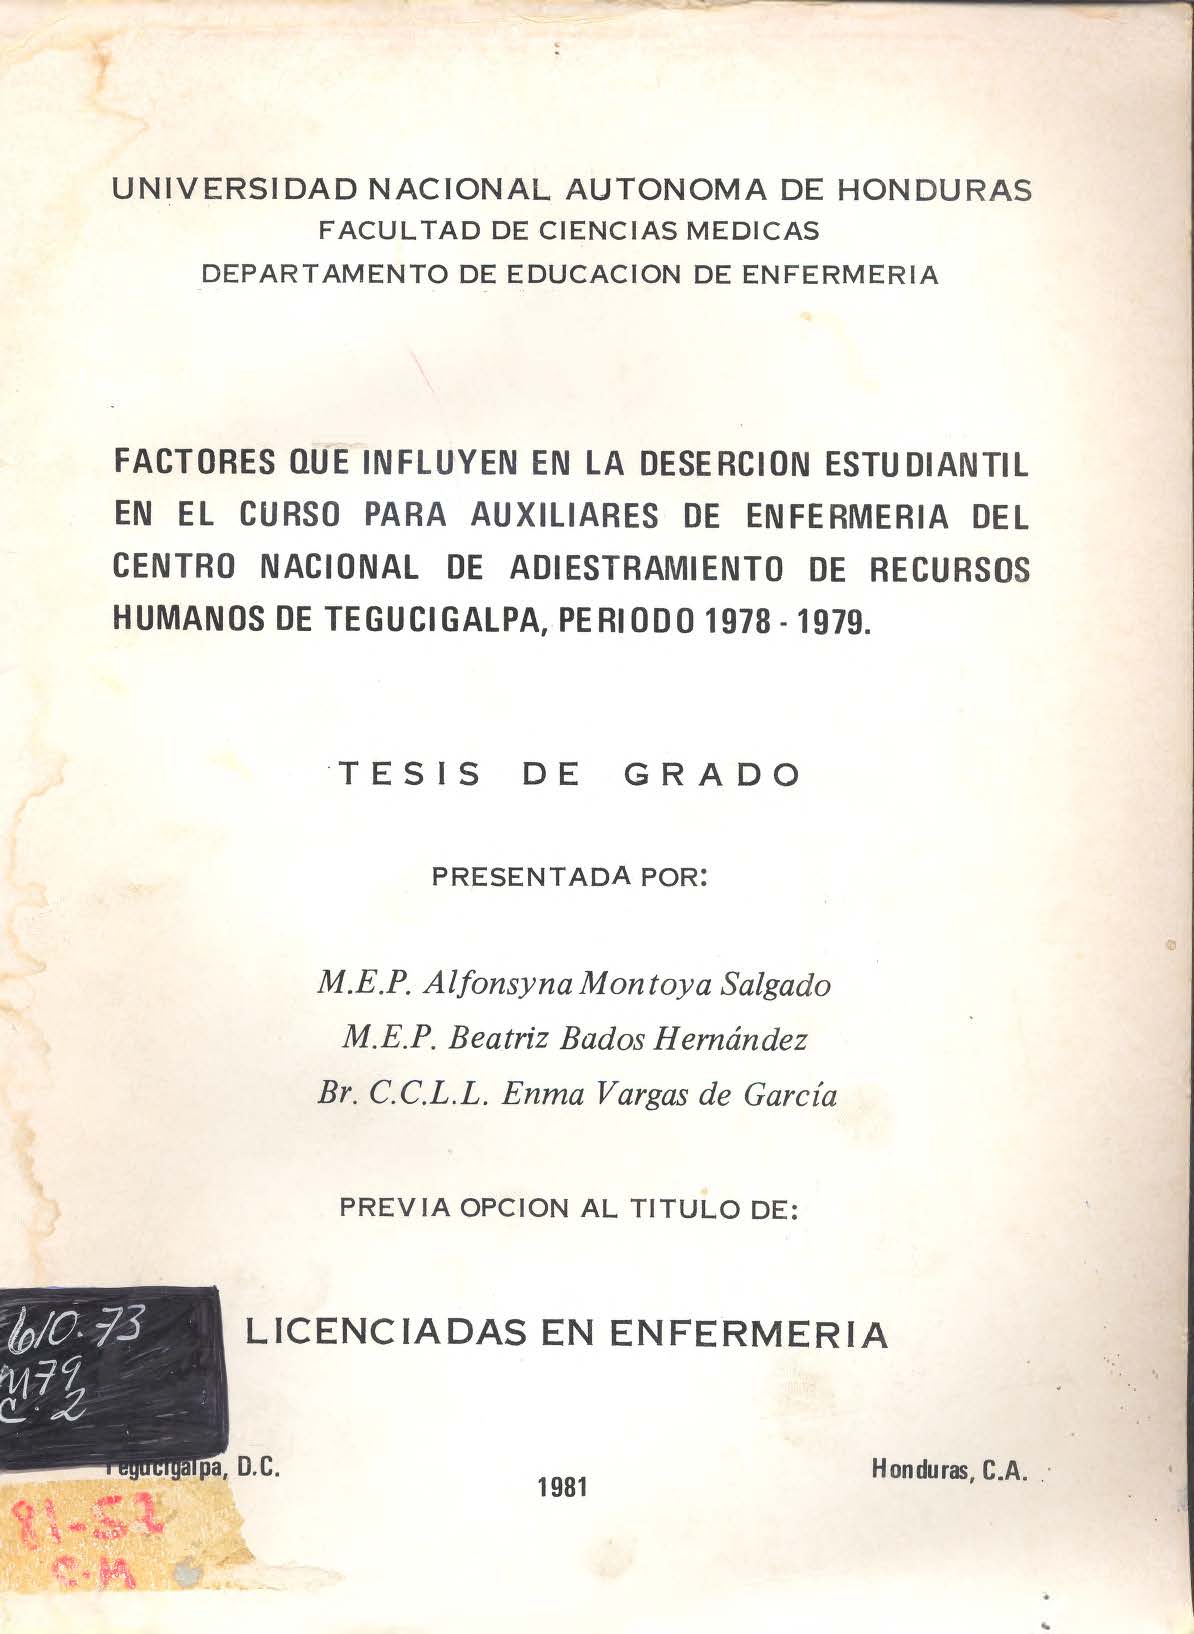 UNIVERSIDAD NACIONAL AUTONOMA DE HONDURAS
FACULTAD DE CIENCIAS MEDICAS
DEPARTAMENTO DE EDUCACION DE ENFERMERIA
FACTORES QUE INFLUYEN EN LA DESERCION ESTUDIANTIL
EN EL CURSO PARA AUXILIARES DE ENFERMERIA DEL
CENTRO NACIONAL DE ADIESTRAMIENTO DE RECURSOS
HUMANOS DE TEGUCIGALPA, PERIODO 1978 - 1979.
TESIS DE GRADO
PRESENTADA POR:
M.E.P. Alfonsyna Montoya Salgado
M.E.P. Beatriz Bados Hernández
Br. C.C.L.L. Enma Vargas de García
PREVIA OPCION AL TITULO DE:
LICENCIADAS EN ENFERMERIA
610.73
M79
C. 2
Tegucigalpa, D.C.
1981
Honduras, C.A.
81-52
C.M